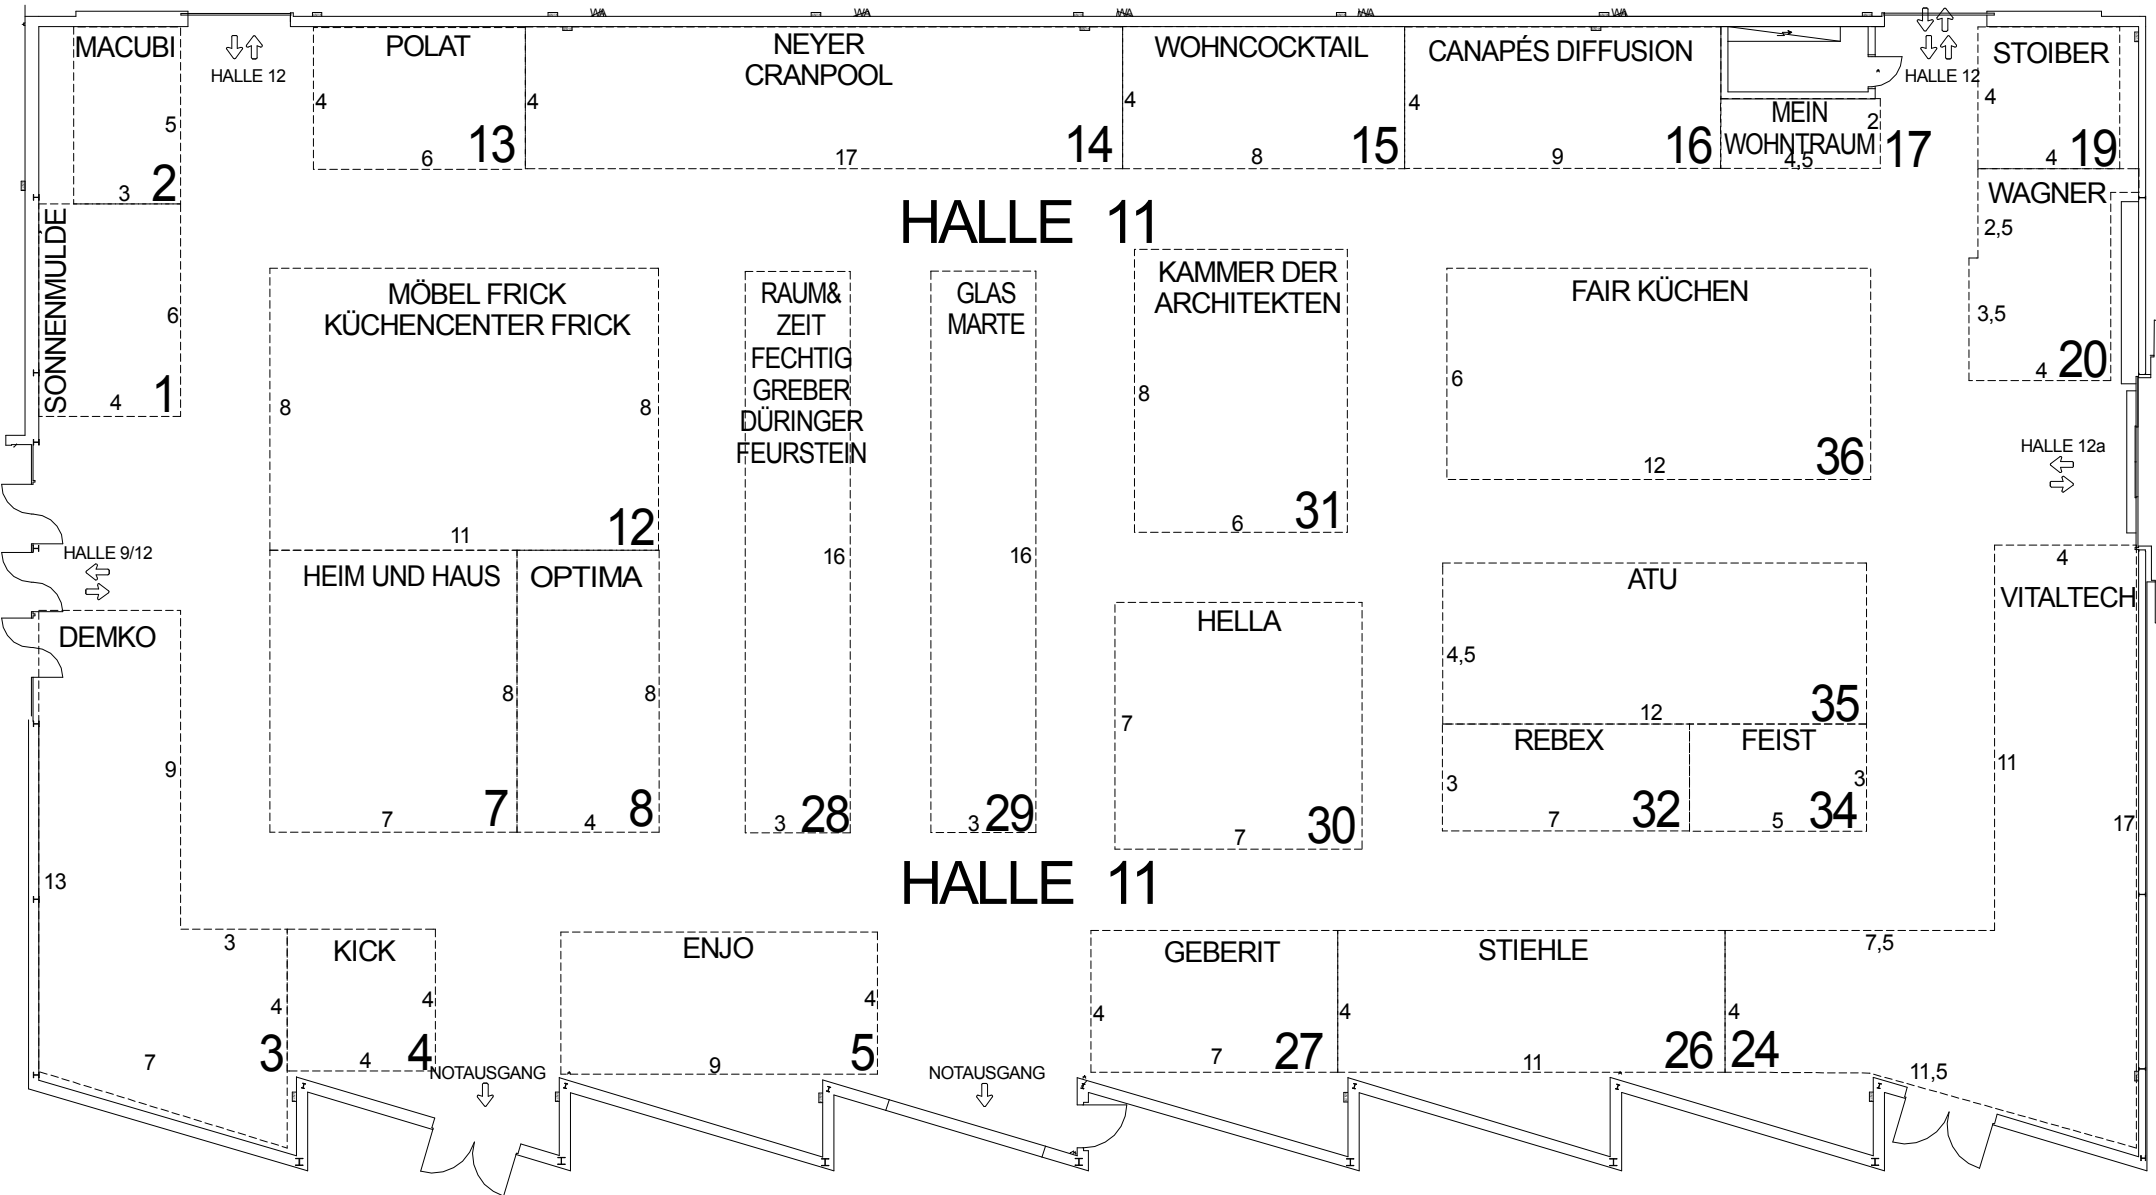 MACUBI
5
3
2
HALLE 12
POLAT
4
6
13
NEYER
CRANPOOL
4
17
14
WOHNCOCKTAIL
4
8
15
CANAPÉS DIFFUSION
4
9
16
MEIN
WOHNTRAUM
2
4,5
17
HALLE 12
STOIBER
4
4
19
WAGNER
2,5
3,5
4
20
SONNENMULDE
6
4
1
HALLE 11
MÖBEL FRICK
KÜCHENCENTER FRICK
8
8
11
12
RAUM&
ZEIT
FECHTIG
GREBER
DÜRINGER
FEURSTEIN
16
3
28
GLAS
MARTE
16
3
29
KAMMER DER
ARCHITEKTEN
8
6
31
FAIR KÜCHEN
6
12
36
HALLE 12a
HALLE 9/12
HEIM UND HAUS
8
7
7
OPTIMA
8
4
8
HELLA
7
7
30
ATU
4,5
12
35
REBEX
3
7
32
FEIST
3
5
34
4
VITALTECH
11
17
7,5
4
24
11,5
DEMKO
9
13
3
4
7
3
HALLE 11
KICK
4
4
4
NOTAUSGANG
ENJO
4
9
5
NOTAUSGANG
GEBERIT
4
7
27
STIEHLE
4
11
26